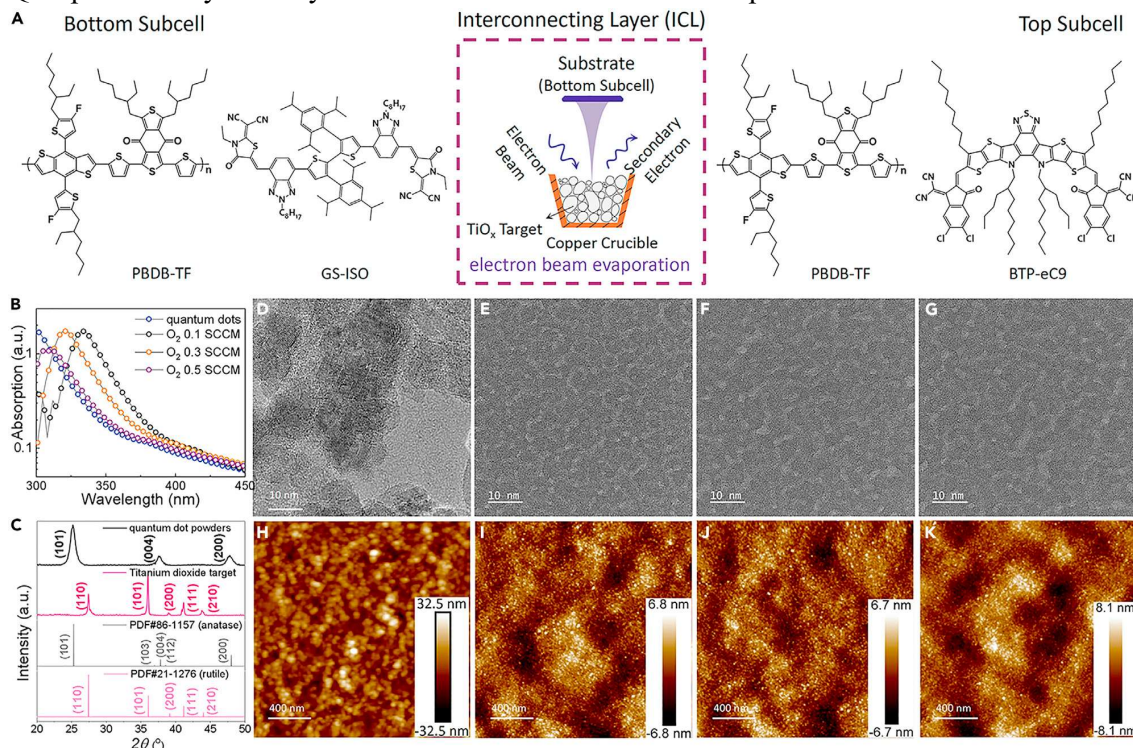 A
Bottom Subcell
Interconnecting Layer (ICL)
Top Subcell
Substrate
(Bottom Subcell)
Electron
Beam
Secondary
Electron
TiOx Target
Copper Crucible
electron beam evaporation
PBDB-TF
GS-ISO
PBDB-TF
BTP-eC9
B
quantum dots
O2 0.1 SCCM
O2 0.3 SCCM
O2 0.5 SCCM
Absorption (a.u.)
300 350 400 450
Wavelength (nm)
C
quantum dot powders
(101) (004) (200)
Titanium dioxide target
(110) (101) (200) (111) (210)
PDF#86-1157 (anatase)
(101) (103) (004) (112) (200)
PDF#21-1276 (rutile)
(110) (101) (200) (111) (210)
Intensity (a.u.)
20 25 30 35 40 45 50
2θ (°)
D
10 nm
E
10 nm
F
10 nm
G
10 nm
H
32.5 nm
-32.5 nm
400 nm
I
6.8 nm
-6.8 nm
400 nm
J
6.7 nm
-6.7 nm
400 nm
K
8.1 nm
-8.1 nm
400 nm